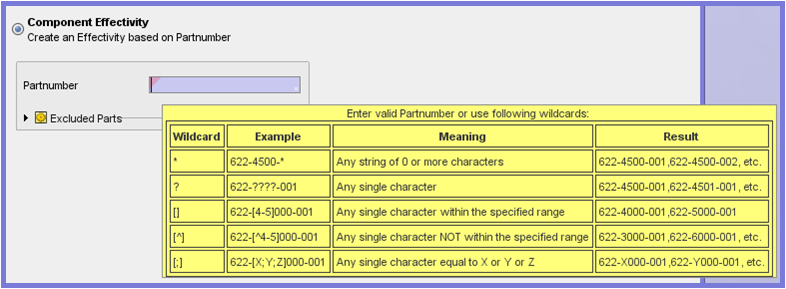 Component Effectivity
Create an Effectivity based on Partnumber
Partnumber
Excluded Parts
Enter valid Partnumber or use following wildcards:
Wildcard Example Meaning Result
* 622-4500-* Any string of 0 or more characters 622-4500-001,622-4500-002, etc.
? 622-????-001 Any single character 622-4500-001,622-4501-001, etc.
[] 622-[4-5]000-001 Any single character within the specified range 622-4000-001,622-5000-001
[^] 622-[^4-5]000-001 Any single character NOT within the specified range 622-3000-001,622-6000-001, etc.
[;] 622-[X;Y;Z]000-001 Any single character equal to X or Y or Z 622-X000-001,622-Y000-001, etc.